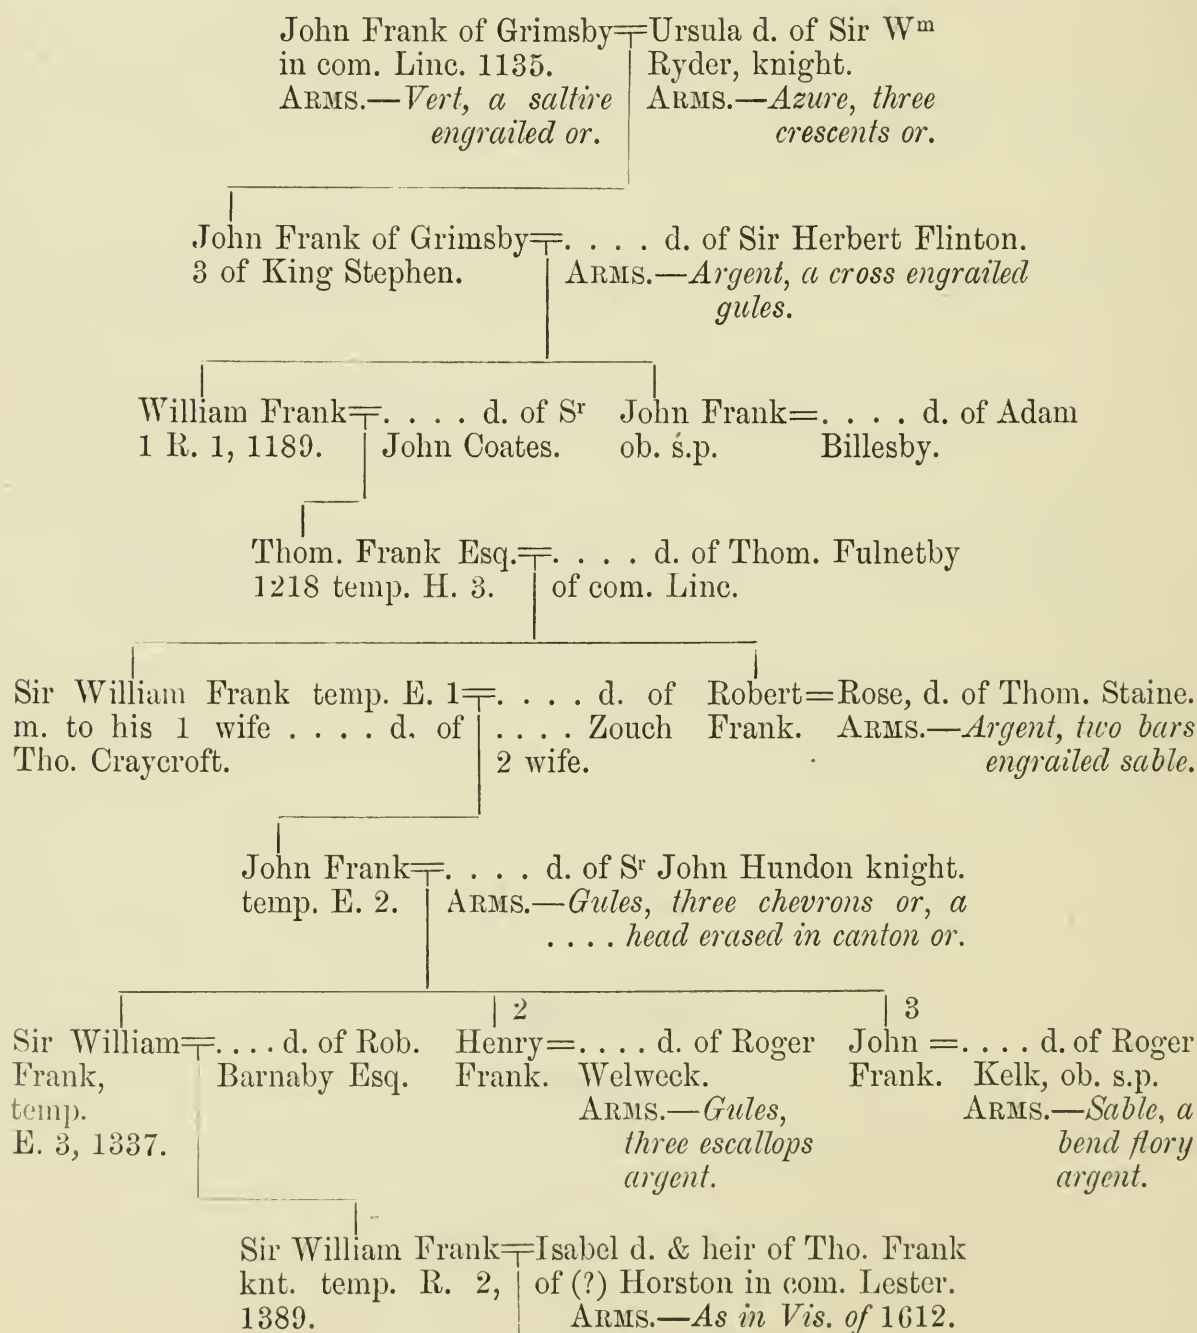 John Frank of Grimsby=Ursula d. of Sir Wm
in com. Linc. 1135. Ryder, knight.
ARMS.—Vert, a saltire ARMS.—Azure, three
engrailed or. crescents or.
John Frank of Grimsby=. . . . d. of Sir Herbert Flinton.
3 of King Stephen. ARMS.—Argent, a cross engrailed
gules.
William Frank=. . . . d. of Sr John Frank=. . . . d. of Adam
1 R. 1, 1189. John Coates. ob. s.p. Billesby.
Thom. Frank Esq.=. . . . d. of Thom. Fulnetby
1218 temp. H. 3. of com. Linc.
Sir William Frank temp. E. 1=. . . . d. of Robert=Rose, d. of Thom. Staine.
m. to his 1 wife . . . . d. of . . . . Zouch Frank. ARMS.—Argent, two bars
Tho. Craycroft. 2 wife. engrailed sable.
John Frank=. . . . d. of Sr John Hundon knight.
temp. E. 2. ARMS.—Gules, three chevrons or, a
. . . . head erased in canton or.
2 3
Sir William=. . . . d. of Rob. Henry=. . . . d. of Roger John =. . . . d. of Roger
Frank, Barnaby Esq. Frank. Welweck. Frank. Kelk, ob. s.p.
temp. ARMS.—Gules, ARMS.—Sable, a
E. 3, 1337. three escallops bend flory
argent. argent.
Sir William Frank=Isabel d. & heir of Tho. Frank
knt. temp. R. 2, of (?) Horston in com. Lester.
1389. ARMS.—As in Vis. of 1612.